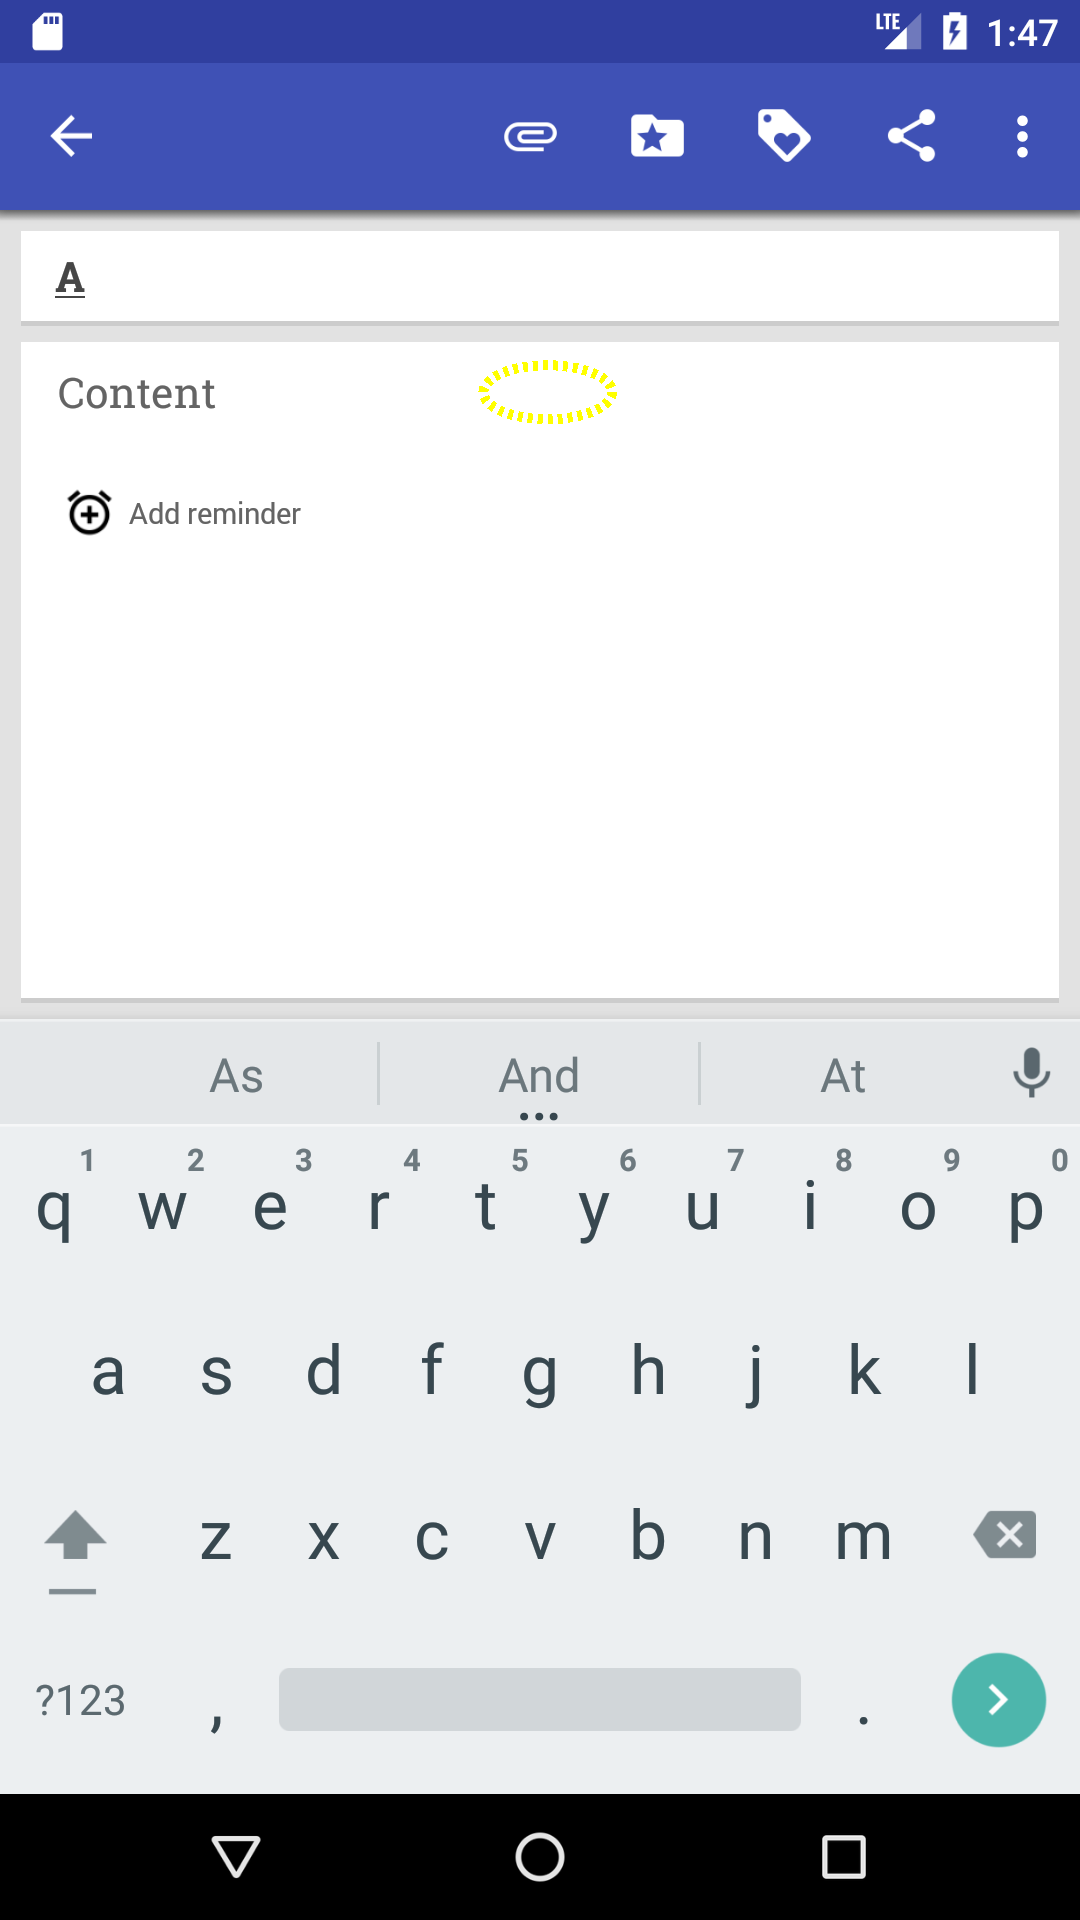 LTE 1:47
A
Content
Add reminder
As And At
1 2 3 4 5 6 7 8 9 0
q w e r t y u i o p
a s d f g h j k l
z x c v b n m
?123 , .